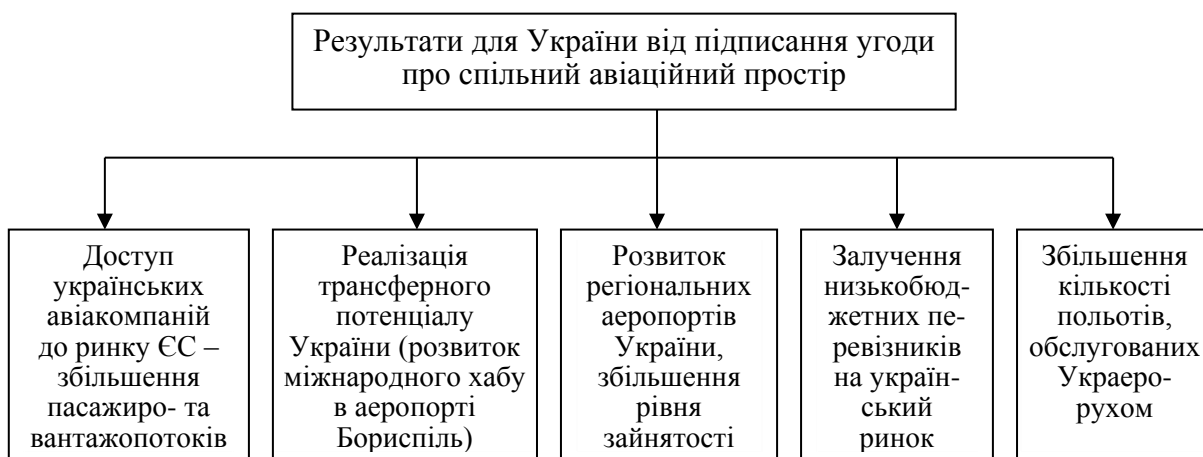 Результати для України від підписання угоди
про спільний авіаційний простір
Доступ
українських
авіакомпаній
до ринку ЄС –
збільшення
пасажиро- та
вантажопотоків
Реалізація
трансферного
потенціалу
України (розвиток
міжнародного хабу
в аеропорті
Бориспіль)
Розвиток
регіональних
аеропортів
України,
збільшення
рівня
зайнятості
Залучення
низькобюд-
жетних пе-
ревізників
на україн-
ський
ринок
Збільшення
кількості
польотів,
обслугованих
Украеро-
рухом